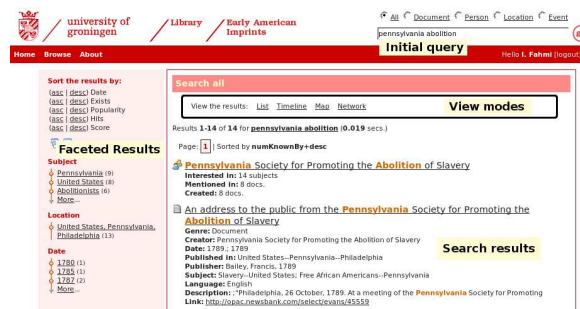 university of
groningen
Library
Early American
Imprints
All Document Person Location Event
pennsylvania abolition
Initial query
Home Browse About
Hello I. Fahmi [logout]
Sort the results by:
(asc | desc) Date
(asc | desc) Exists
(asc | desc) Popularity
(asc | desc) Hits
(asc | desc) Score
Faceted Results
Subject
Pennsylvania (9)
United States (8)
Abolitionists (6)
More...
Location
United States, Pennsylvania,
Philadelphia (13)
Date
1780 (1)
1785 (1)
1787 (2)
More...
Search all
View the results: List Timeline Map Network
View modes
Results 1-14 of 14 for pennsylvania abolition (0.019 secs.)
Page: 1 | Sorted by numKnownBy+desc
Pennsylvania Society for Promoting the Abolition of Slavery
Interested in: 14 subjects
Mentioned in: 8 docs.
Created: 8 docs.
An address to the public from the Pennsylvania Society for Promoting the
Abolition of Slavery
Genre: Document
Creator: Pennsylvania Society for Promoting the Abolition of Slavery
Date: 1789.; 1789
Published in: United States--Pennsylvania--Philadelphia
Publisher: Bailey, Francis, 1789
Subject: Slavery--United States; Free African Americans--Pennsylvania
Language: English
Description: ;"Philadelphia, 26 October, 1789. At a meeting of the Pennsylvania Society for Promoting
Link: http://opac.newsbank.com/select/evans/45559
Search results